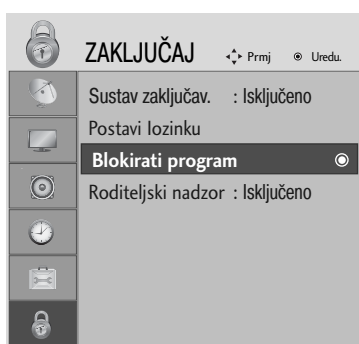 ZAKLJUČAJ Prmj Uredu.
Sustav zaključav. : Isključeno
Postavi lozinku
Blokirati program
Roditeljski nadzor : Isključeno